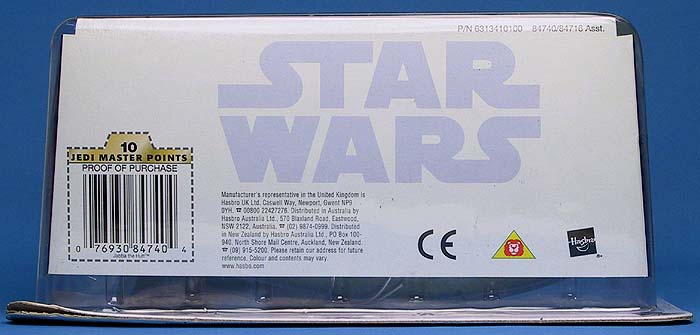 P/N 6313410100 84740/84716 Asst.
STAR
WARS
10
JEDI MASTER POINTS
PROOF OF PURCHASE
0 76930 84740 4
Jabba the Hutt™
Manufacturer's representative in the United Kingdom is
Hasbro UK Ltd. Caswell Way, Newport, Gwent NP9
0YH. ☎ 00800 22427276. Distributed in Australia by
Hasbro Australia Ltd., 570 Blaxland Road, Eastwood,
NSW 2122, Australia. ☎ (02) 9874-0999. Distributed
in New Zealand by Hasbro Australia Ltd., PO Box 100-
940, North Shore Mail Centre, Auckland, New Zealand.
☎ (09) 915-5200. Please retain our address for future
reference. Colour and contents may vary.
www.hasbro.com
CE
Hasbro